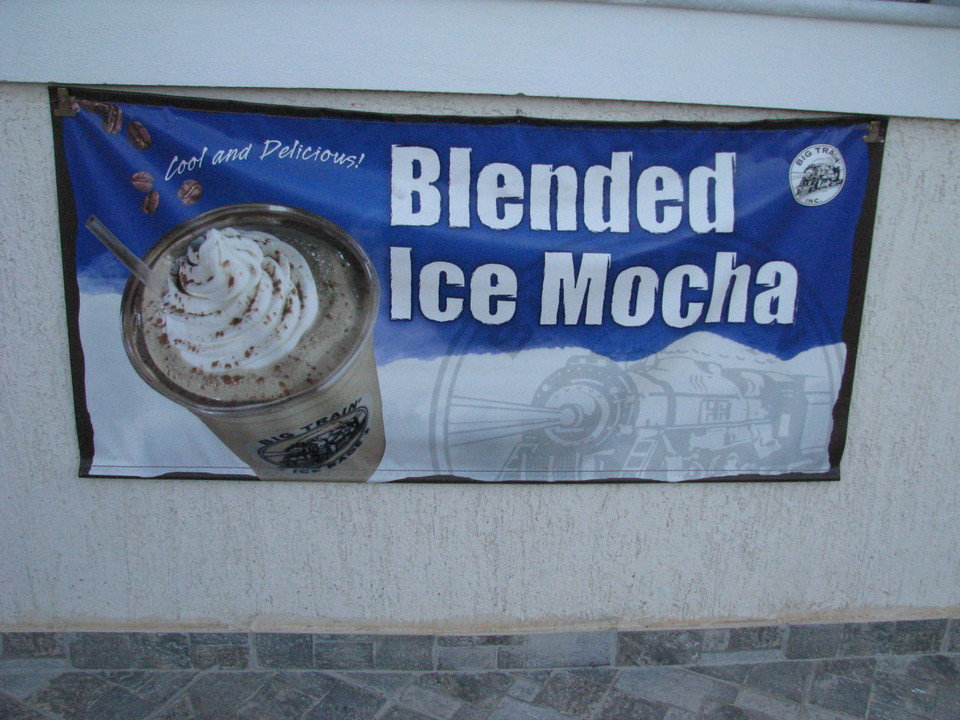 Cool and Delicious!
Blended
Ice Mocha
BIG TRAIN
INC.
BIG TRAIN